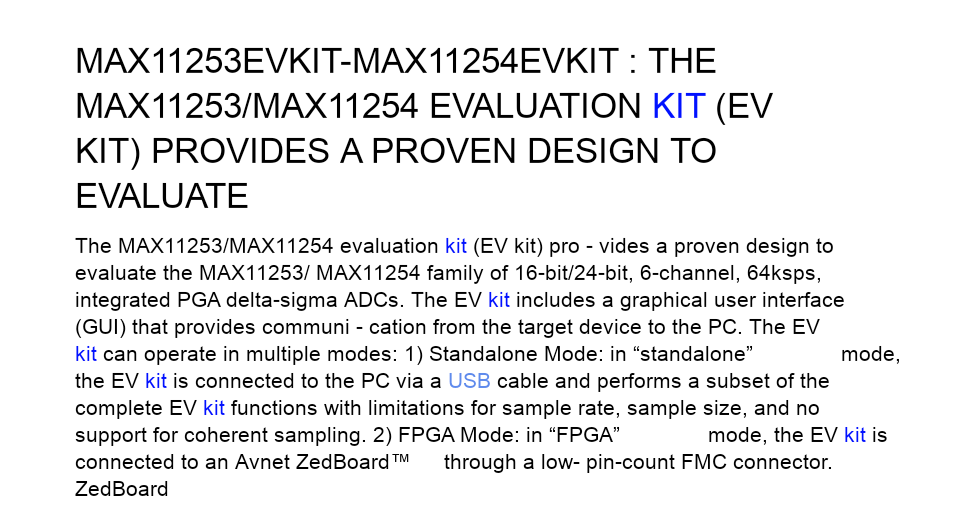 MAX11253EVKIT-MAX11254EVKIT : THE
MAX11253/MAX11254 EVALUATION KIT (EV
KIT) PROVIDES A PROVEN DESIGN TO
EVALUATE
The MAX11253/MAX11254 evaluation kit (EV kit) pro - vides a proven design to
evaluate the MAX11253/ MAX11254 family of 16-bit/24-bit, 6-channel, 64ksps,
integrated PGA delta-sigma ADCs. The EV kit includes a graphical user interface
(GUI) that provides communi - cation from the target device to the PC. The EV
kit can operate in multiple modes: 1) Standalone Mode: in “standalone” mode,
the EV kit is connected to the PC via a USB cable and performs a subset of the
complete EV kit functions with limitations for sample rate, sample size, and no
support for coherent sampling. 2) FPGA Mode: in “FPGA” mode, the EV kit is
connected to an Avnet ZedBoard™ through a low- pin-count FMC connector.
ZedBoard